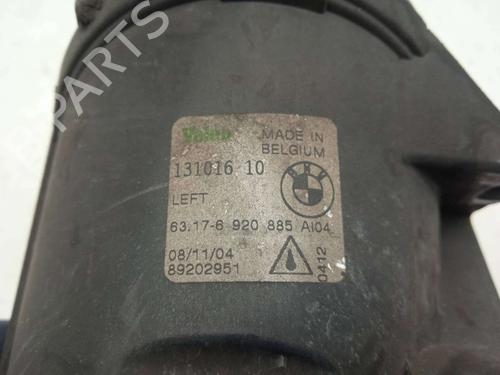 Valeo
MADE IN
BELGIUM
131016 10
LEFT
63.17-6 920 885 AI04
08/11/04
89202951
0412
B-PARTS